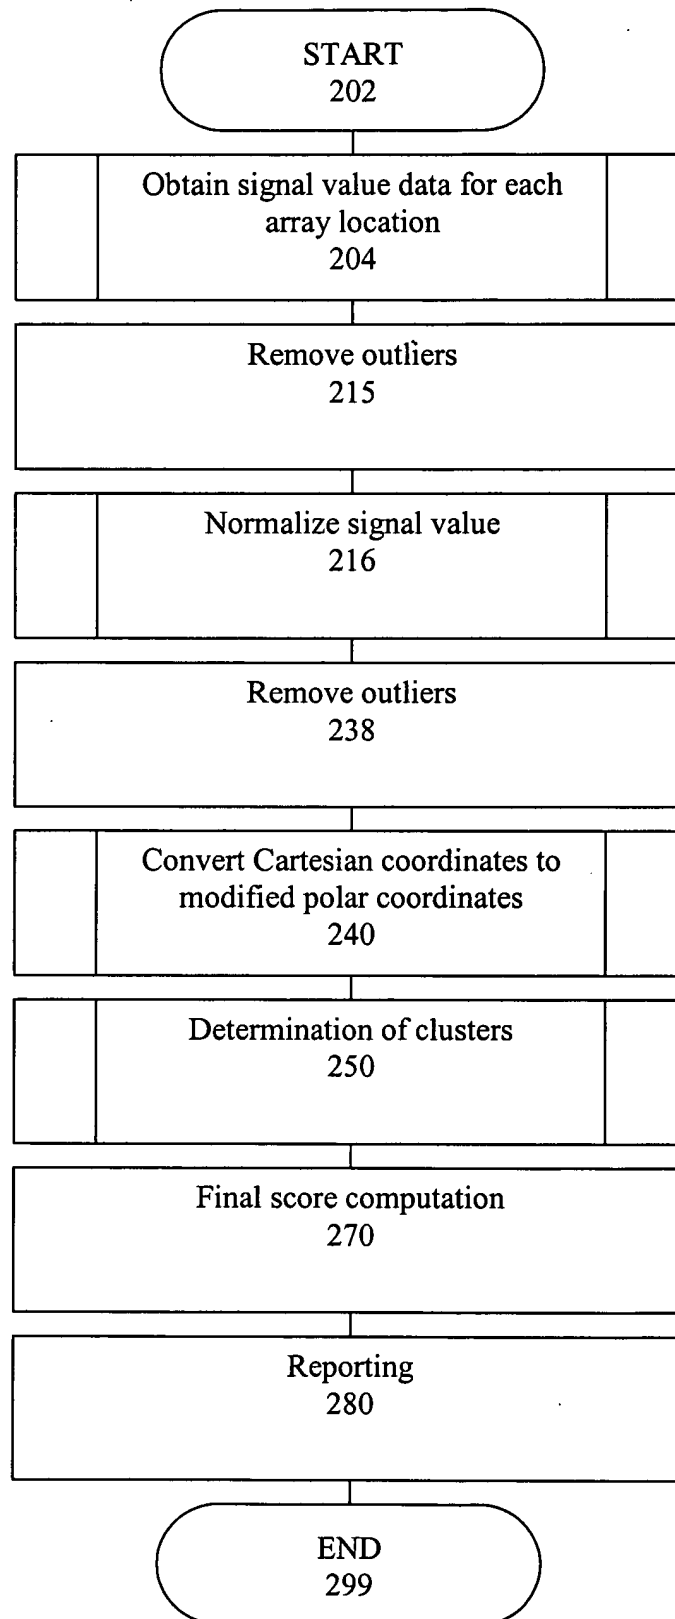 START
202
Obtain signal value data for each
array location
204
Remove outliers
215
Normalize signal value
216
Remove outliers
238
Convert Cartesian coordinates to
modified polar coordinates
240
Determination of clusters
250
Final score computation
270
Reporting
280
END
299